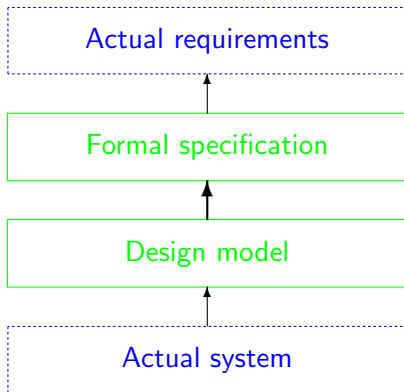 Actual requirements
Formal specification
Design model
Actual system